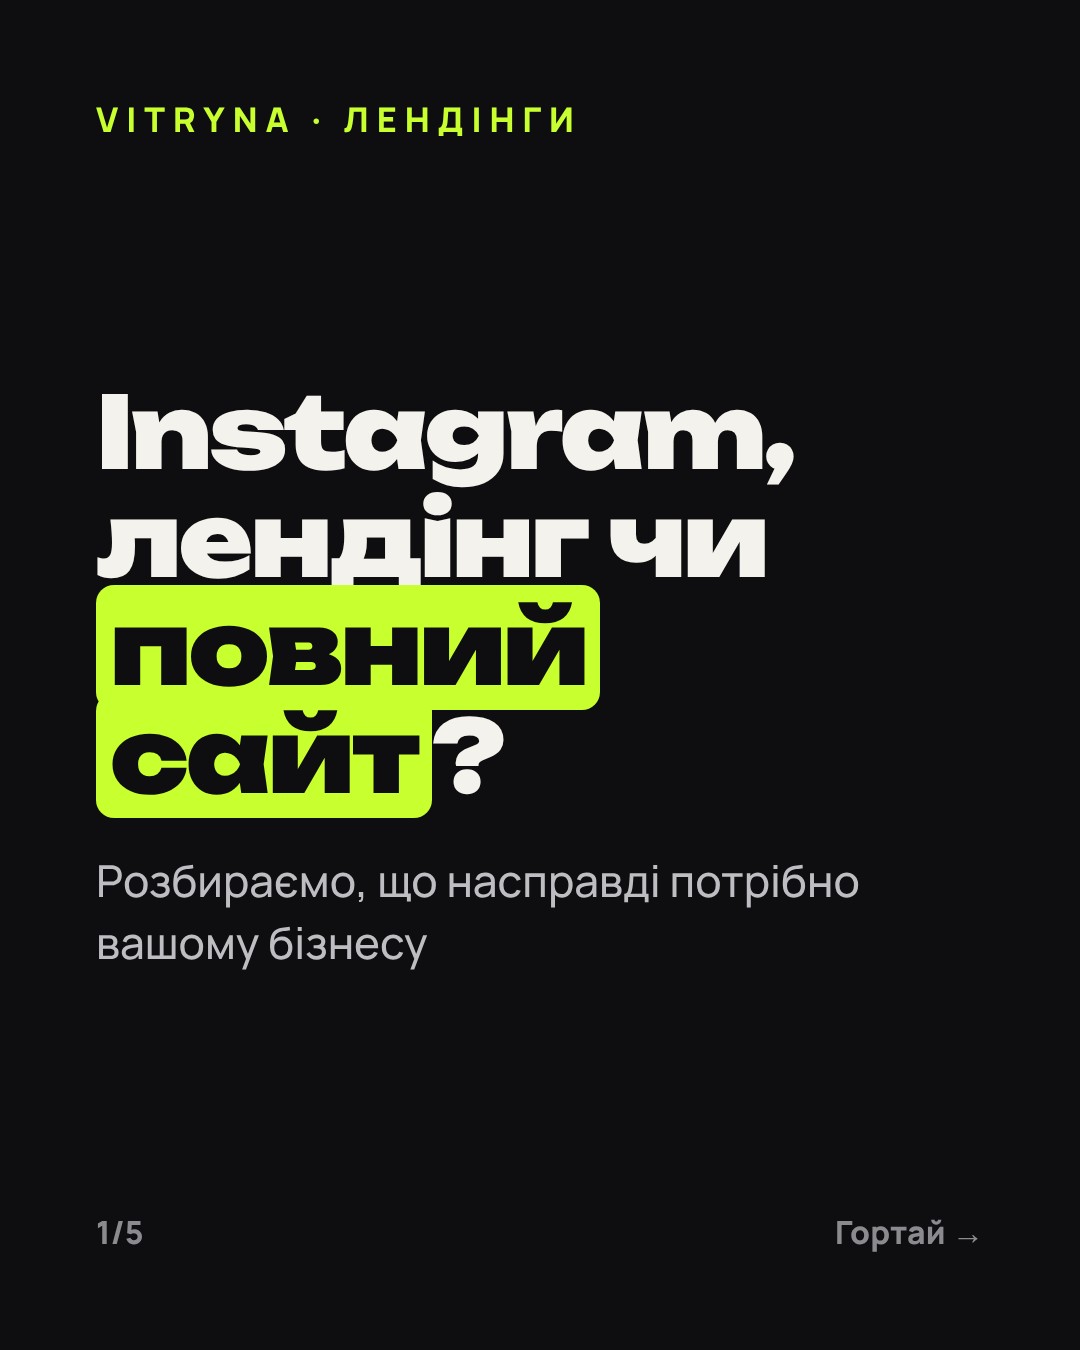 VITRYNA · ЛЕНДІНГИ
Instagram,
лендінг чи
повний
сайт?
Розбираємо, що насправді потрібно
вашому бізнесу
1/5
Гортай →